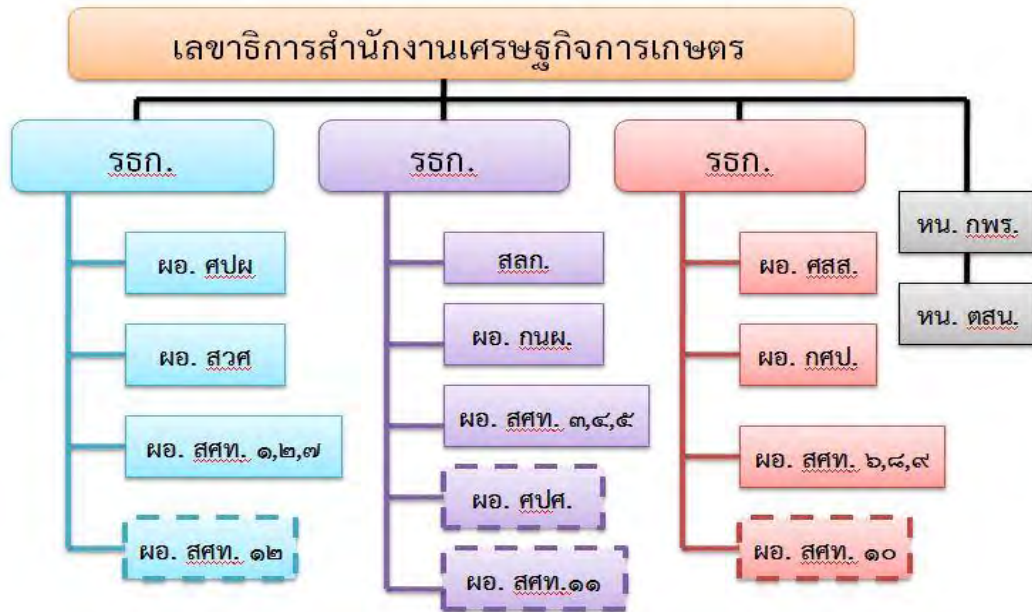 เลขาธิการสำนักงานเศรษฐกิจการเกษตร
รธก.
ผอ. ศปผ
ผอ. สวศ
ผอ. สศท. ๑,๒,๗
ผอ. สศท. ๑๒
รธก.
สลก.
ผอ. กนผ.
ผอ. สศท. ๓,๔,๕
ผอ. ศปศ.
ผอ. สศท.๑๑
รธก.
ผอ. ศสส.
ผอ. กศป.
ผอ. สศท. ๖,๘,๙
ผอ. สศท. ๑๐
หน. กพร.
หน. ตสน.